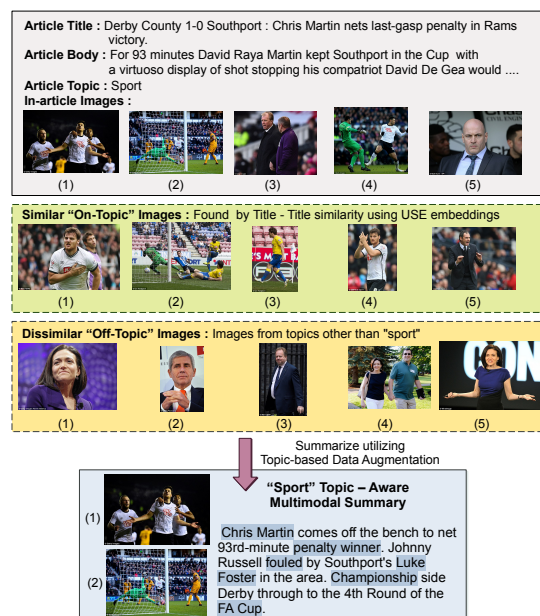 Article Title : Derby County 1-0 Southport : Chris Martin nets last-gasp penalty in Rams
victory.
Article Body : For 93 minutes David Raya Martin kept Southport in the Cup with
a virtuoso display of shot stopping his compatriot David De Gea would ....
Article Topic : Sport
In-article Images :
(1) (2) (3) (4) (5)
Similar “On-Topic” Images : Found by Title - Title similarity using USE embeddings
(1) (2) (3) (4) (5)
Dissimilar “Off-Topic” Images : Images from topics other than "sport"
CON
(1) (2) (3) (4) (5)
Summarize utilizing
Topic-based Data Augmentation
“Sport” Topic – Aware
Multimodal Summary
(1)
(2)
Chris Martin comes off the bench to net
93rd-minute penalty winner. Johnny
Russell fouled by Southport's Luke
Foster in the area. Championship side
Derby through to the 4th Round of the
FA Cup.